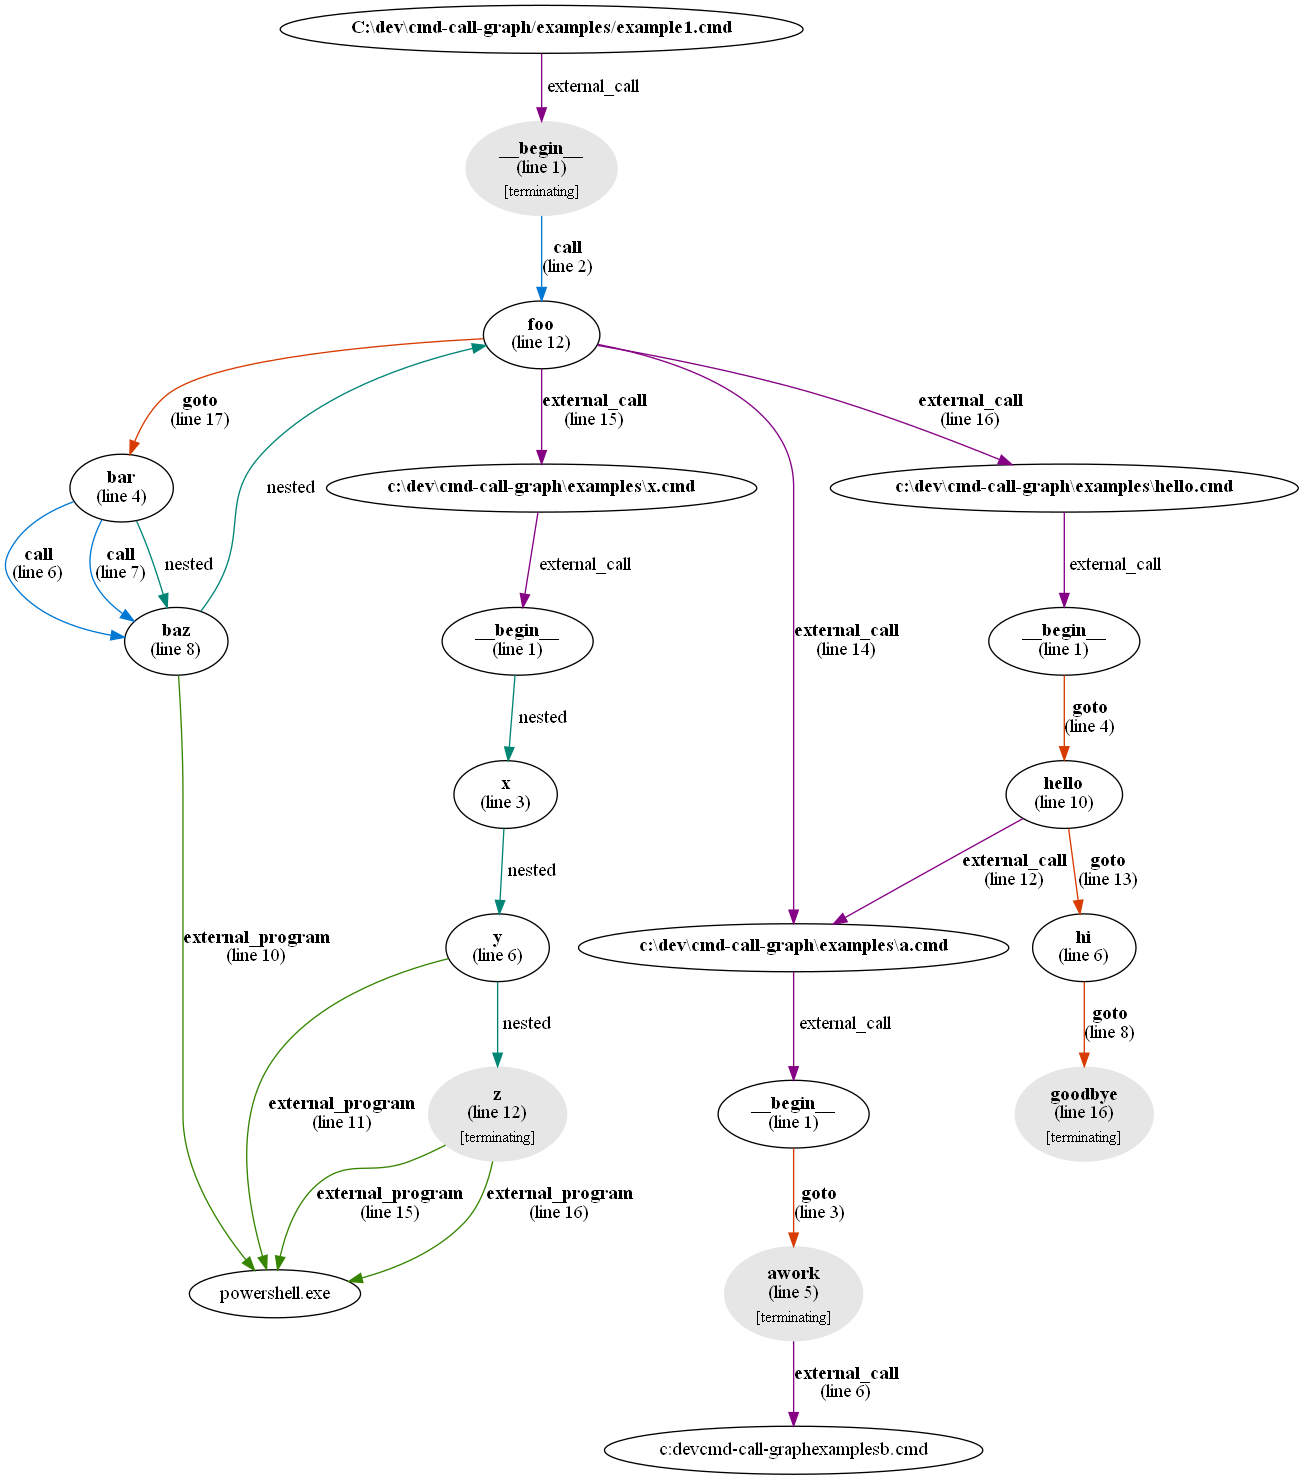 C:\dev\cmd-call-graph/examples/example1.cmd
external_call
__begin__
(line 1)
[terminating]
call
(line 2)
foo
(line 12)
goto
(line 17)
external_call
(line 15)
external_call
(line 16)
bar
(line 4)
nested
c:\dev\cmd-call-graph\examples\x.cmd
c:\dev\cmd-call-graph\examples\hello.cmd
call
(line 6)
call
(line 7)
nested
external_call
external_call
baz
(line 8)
__begin__
(line 1)
external_call
(line 14)
__begin__
(line 1)
nested
goto
(line 4)
x
(line 3)
hello
(line 10)
nested
external_call
(line 12)
goto
(line 13)
external_program
(line 10)
y
(line 6)
c:\dev\cmd-call-graph\examples\a.cmd
hi
(line 6)
nested
external_call
goto
(line 8)
external_program
(line 11)
z
(line 12)
[terminating]
__begin__
(line 1)
goodbye
(line 16)
[terminating]
external_program
(line 15)
external_program
(line 16)
goto
(line 3)
powershell.exe
awork
(line 5)
[terminating]
external_call
(line 6)
c:devcmd-call-graphexamplesb.cmd